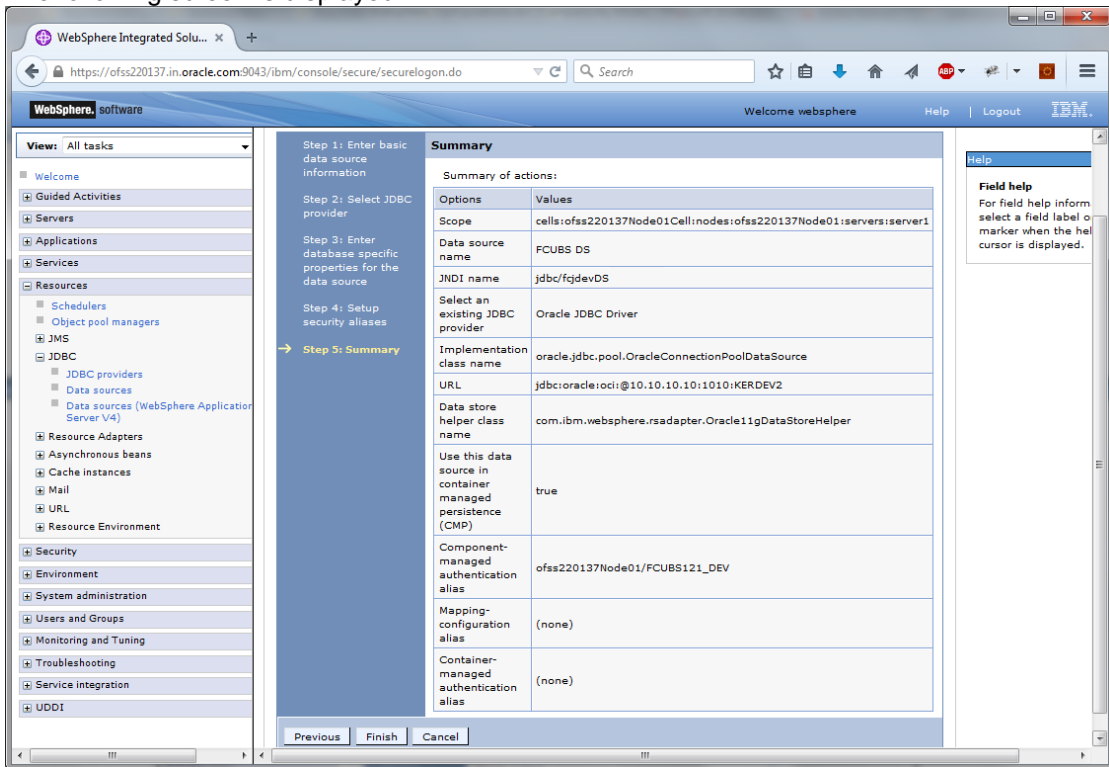 WebSphere Integrated Solu... × +
https://ofss220137.in.oracle.com:9043/ibm/console/secure/securelogon.do
Search
ABP
WebSphere. software
Welcome websphere
Help | Logout
IBM.
View: All tasks
Welcome
Guided Activities
Servers
Applications
Services
Resources
Schedulers
Object pool managers
JMS
JDBC
JDBC providers
Data sources
Data sources (WebSphere Application
Server V4)
Resource Adapters
Asynchronous beans
Cache instances
Mail
URL
Resource Environment
Security
Environment
System administration
Users and Groups
Monitoring and Tuning
Troubleshooting
Service integration
UDDI
Step 1: Enter basic
data source
information
Step 2: Select JDBC
provider
Step 3: Enter
database specific
properties for the
data source
Step 4: Setup
security aliases
Step 5: Summary
Summary
Summary of actions:
Options Values
Scope cells:ofss220137Node01Cell:nodes:ofss220137Node01:servers:server1
Data source
name
FCUBS DS
JNDI name jdbc/fcjdevDS
Select an
existing JDBC
provider
Oracle JDBC Driver
Implementation
class name
oracle.jdbc.pool.OracleConnectionPoolDataSource
URL jdbc:oracle:oci:@10.10.10.10:1010:KERDEV2
Data store
helper class
name
com.ibm.websphere.rsadapter.Oracle11gDataStoreHelper
Use this data
source in
container
managed
persistence
(CMP)
true
Component-
managed
authentication
alias
ofss220137Node01/FCUBS121_DEV
Mapping-
configuration
alias
(none)
Container-
managed
authentication
alias
(none)
Previous Finish Cancel
Help
Field help
For field help inform
select a field label o
marker when the hel
cursor is displayed.